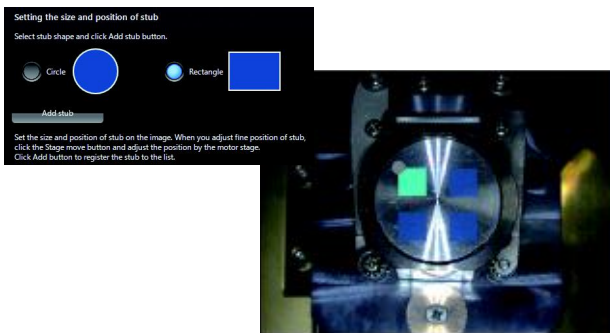 Setting the size and position of stub
Select stub shape and click Add stub button.
Circle
Rectangle
Add stub
Set the size and position of stub on the image. When you adjust fine position of stub,
click the Stage move button and adjust the position by the motor stage.
Click Add button to register the stub to the list.